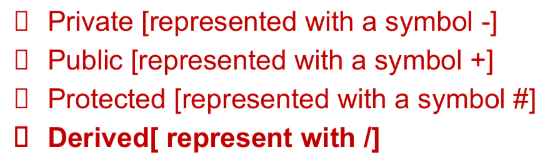 ▯ Private [represented with a symbol -]
▯ Public [represented with a symbol +]
▯ Protected [represented with a symbol #]
▯ Derived[ represent with /]